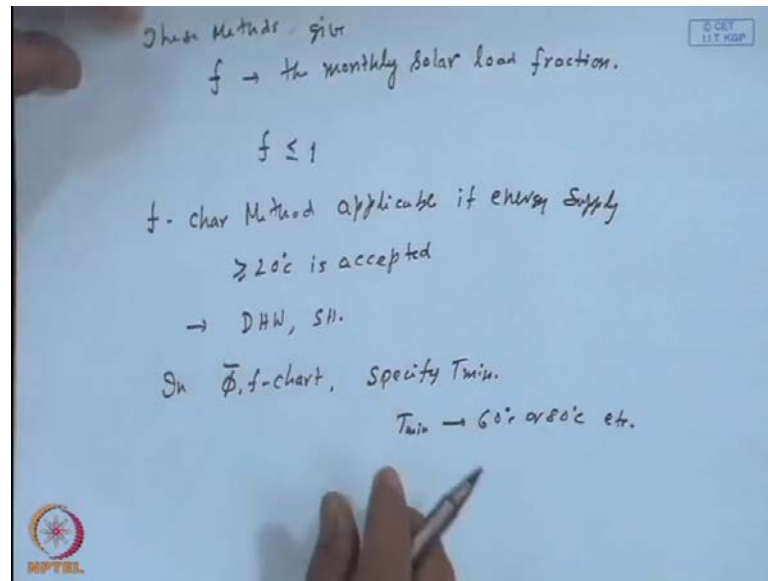 These Methods give
f → the monthly Solar load fraction.
© CET
I.I.T. KGP
f ≤ 1
f- char Method applicable if energy Supply
≥ 20°c is accepted
→ DHW, SH.
In Φ̅, f-chart, Specify Tmin.
Tmin → 60°c or 80°c etc.
NPTEL